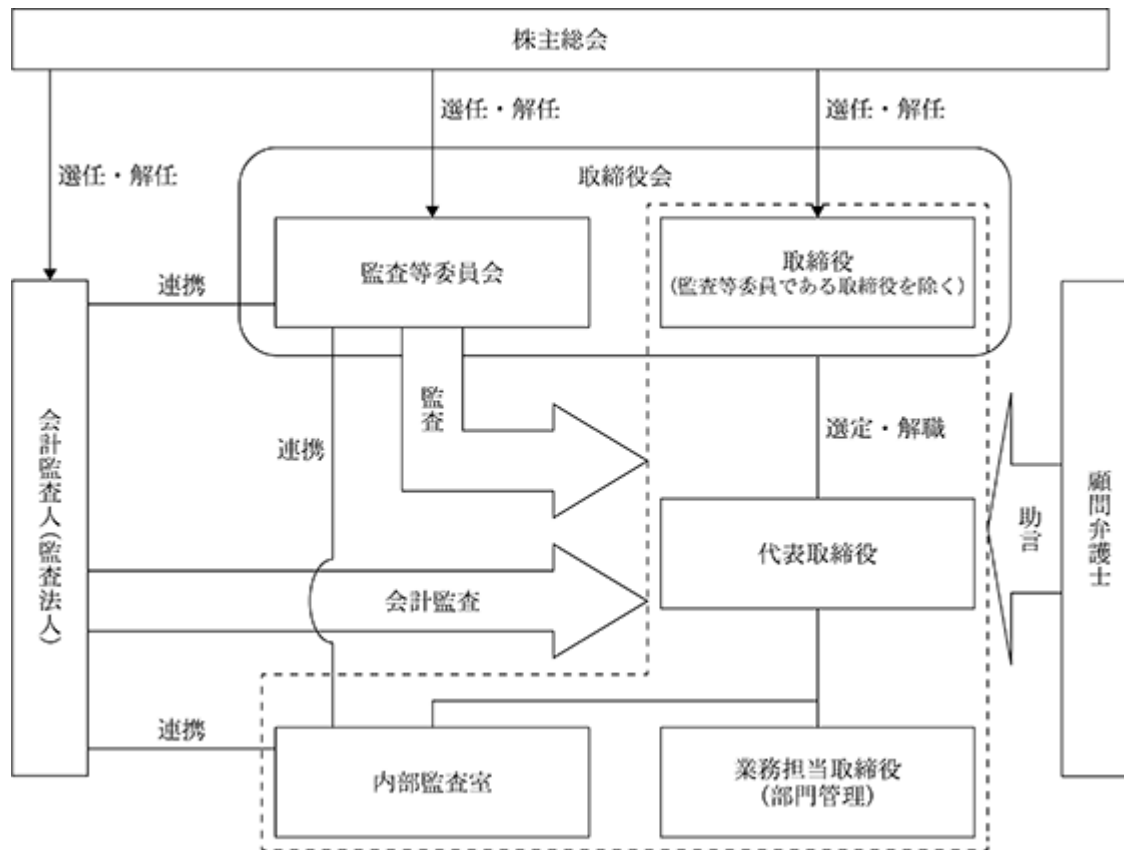 株主総会
選任・解任
選任・解任
選任・解任
取締役会
監査等委員会
取締役
(監査等委員である取締役を除く)
連携
会計監査人(監査法人)
監査
連携
選定・解職
顧問弁護士
助言
代表取締役
会計監査
連携
内部監査室
業務担当取締役
(部門管理)